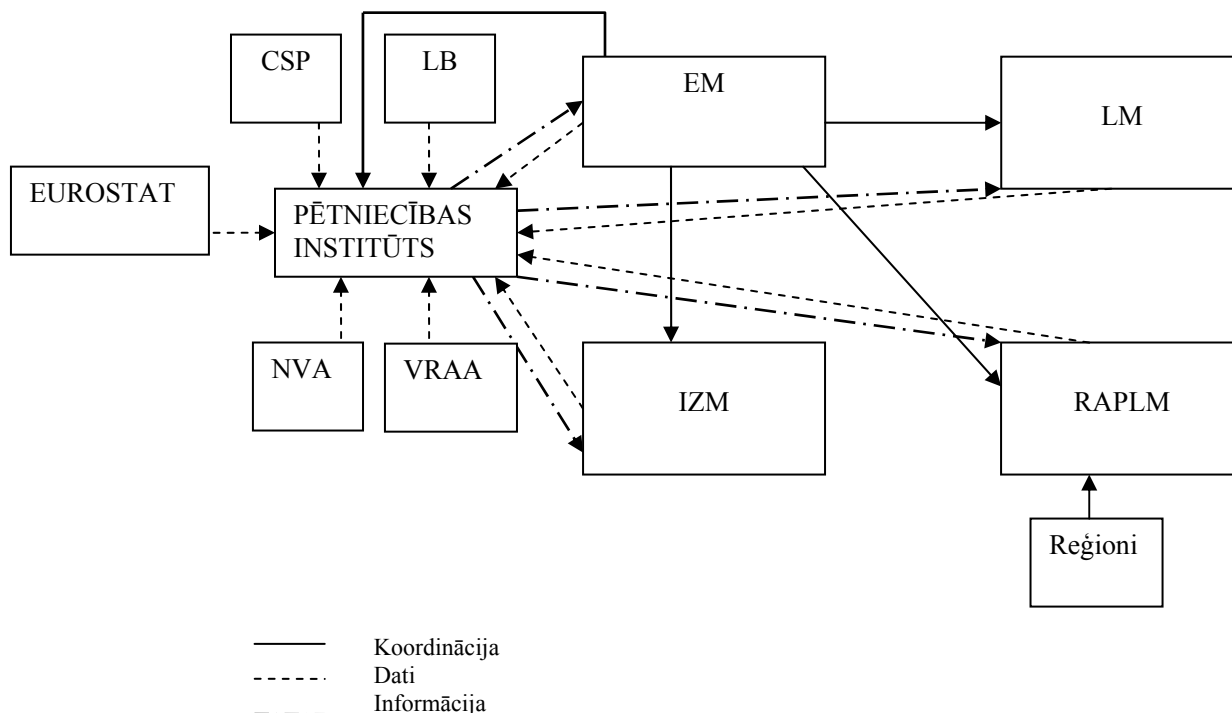 CSP
LB
EM
LM
EUROSTAT
PĒTNIECĪBAS
INSTITŪTS
NVA
VRAA
IZM
RAPLM
Reģioni
Koordinācija
Dati
Informācija